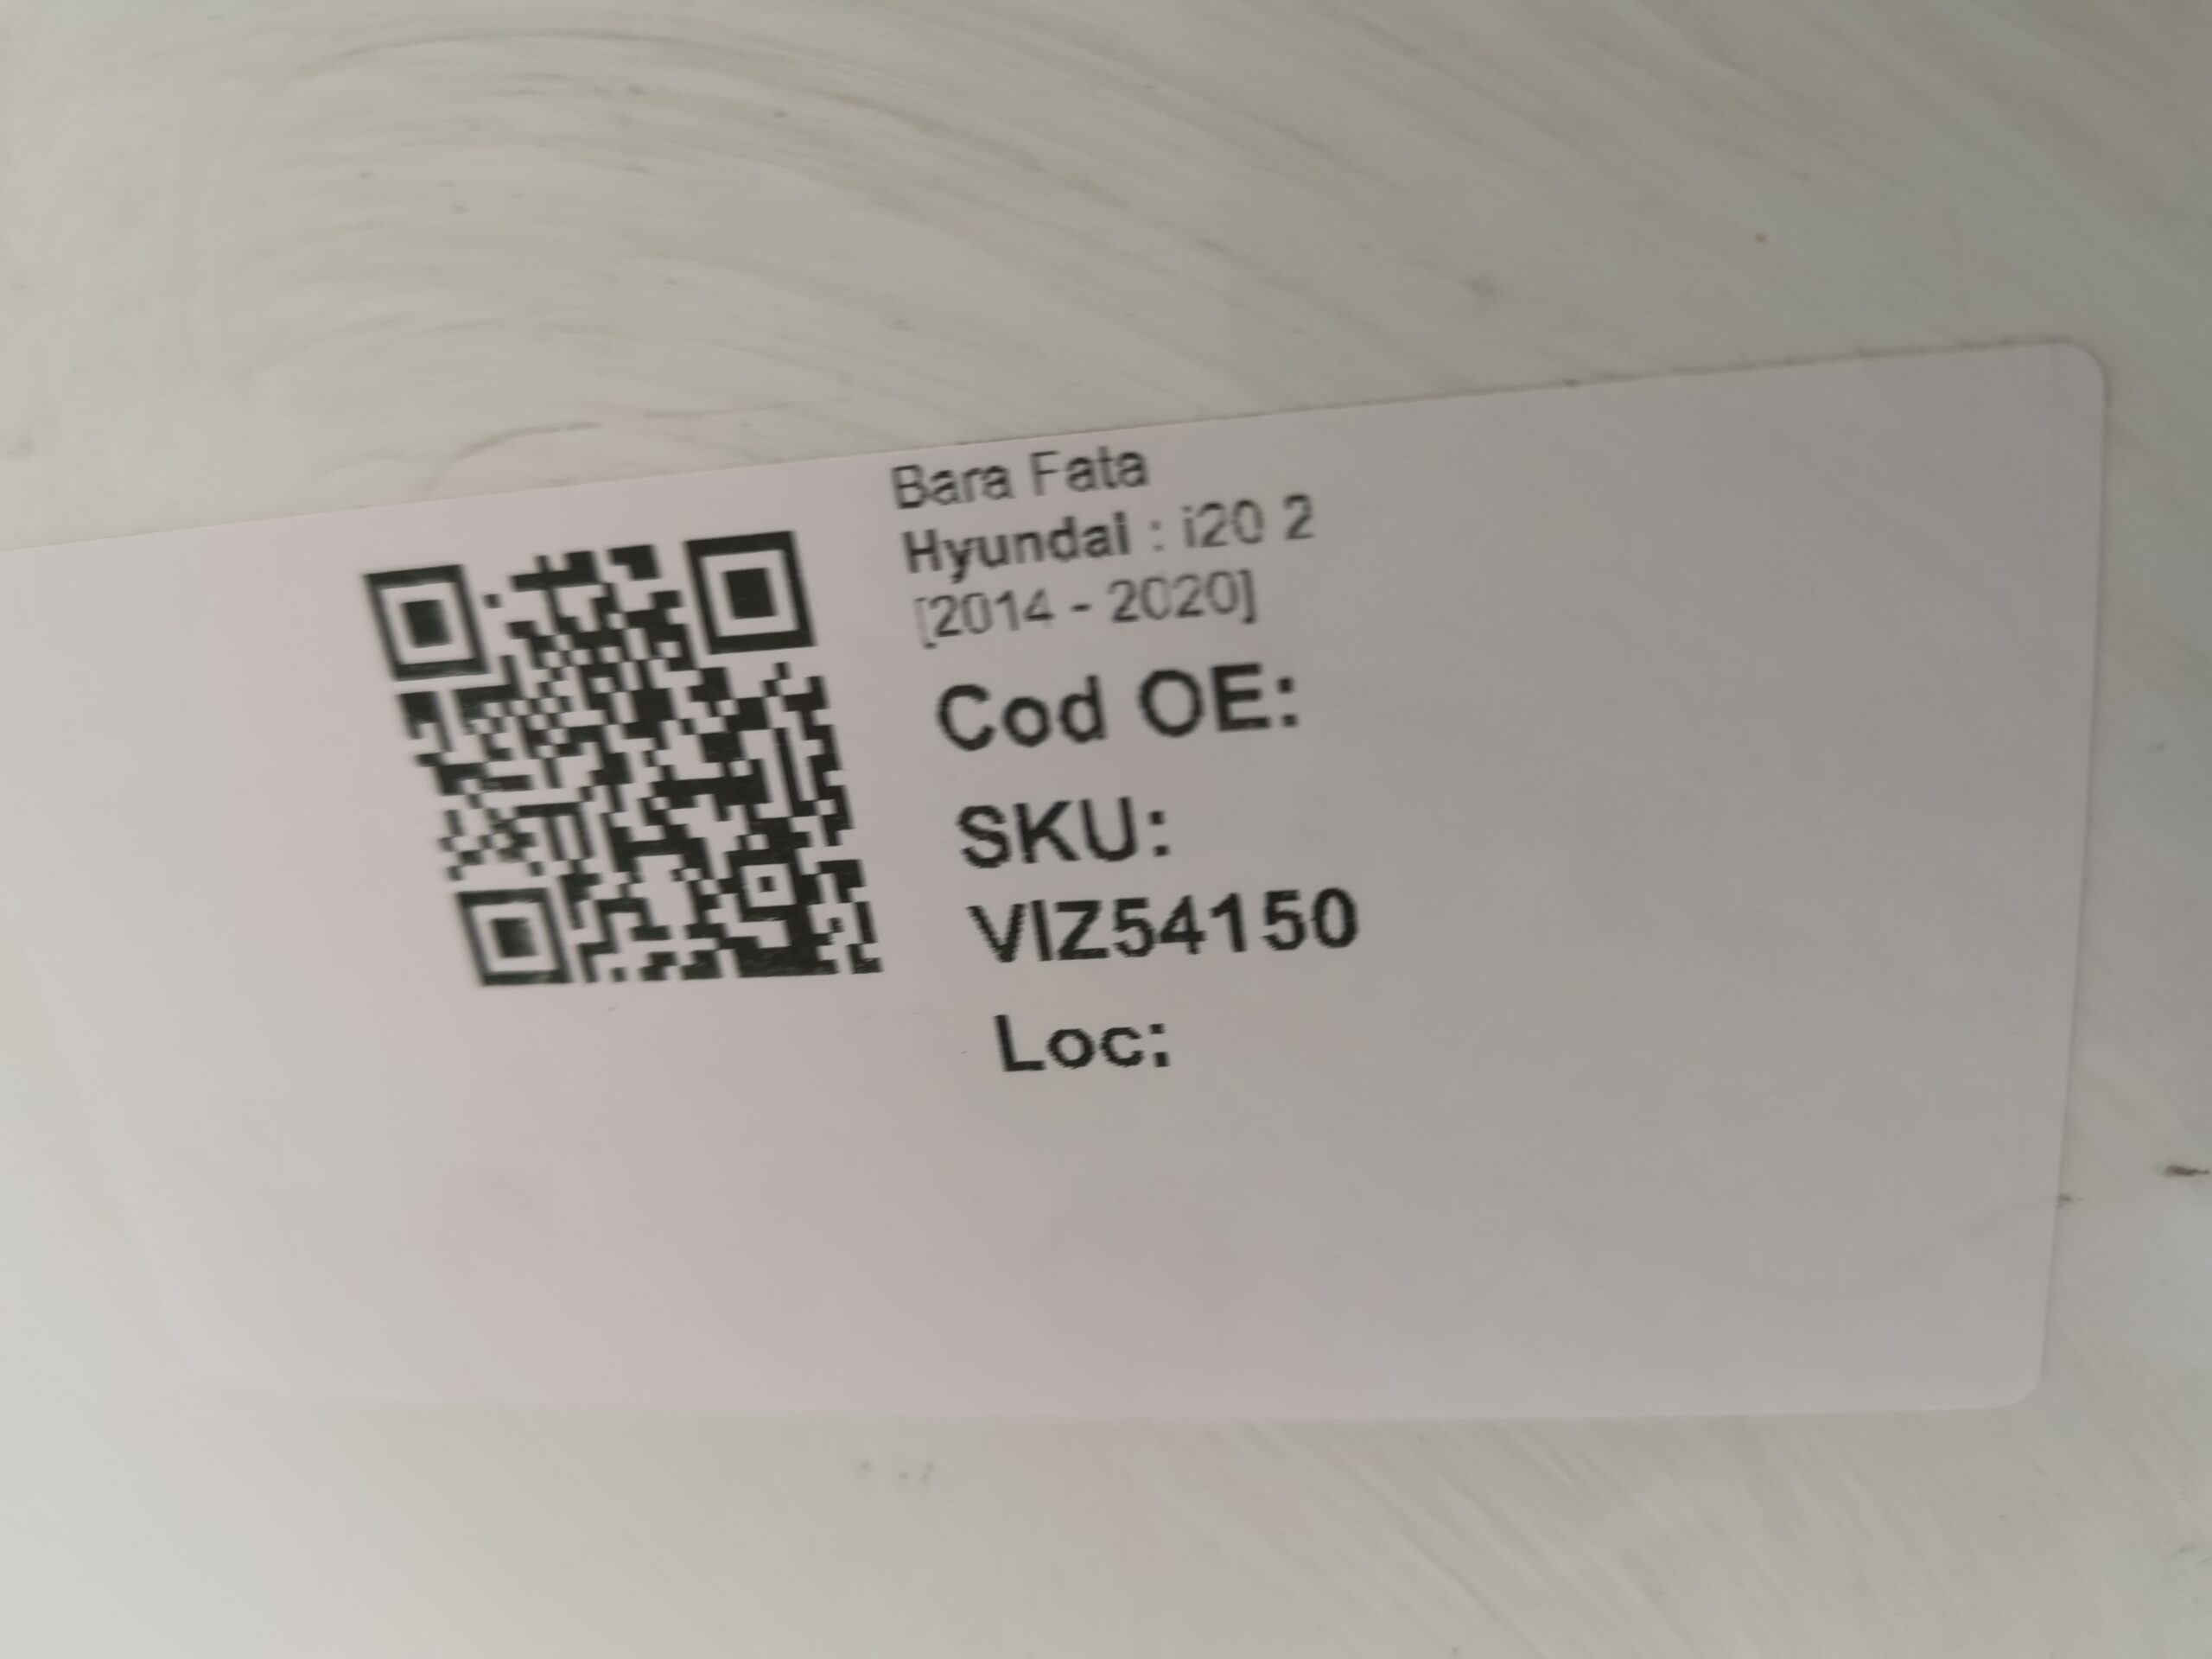 Bara Fata
Hyundai : i20 2
[2014 - 2020]
Cod OE:
SKU:
VIZ54150
Loc: